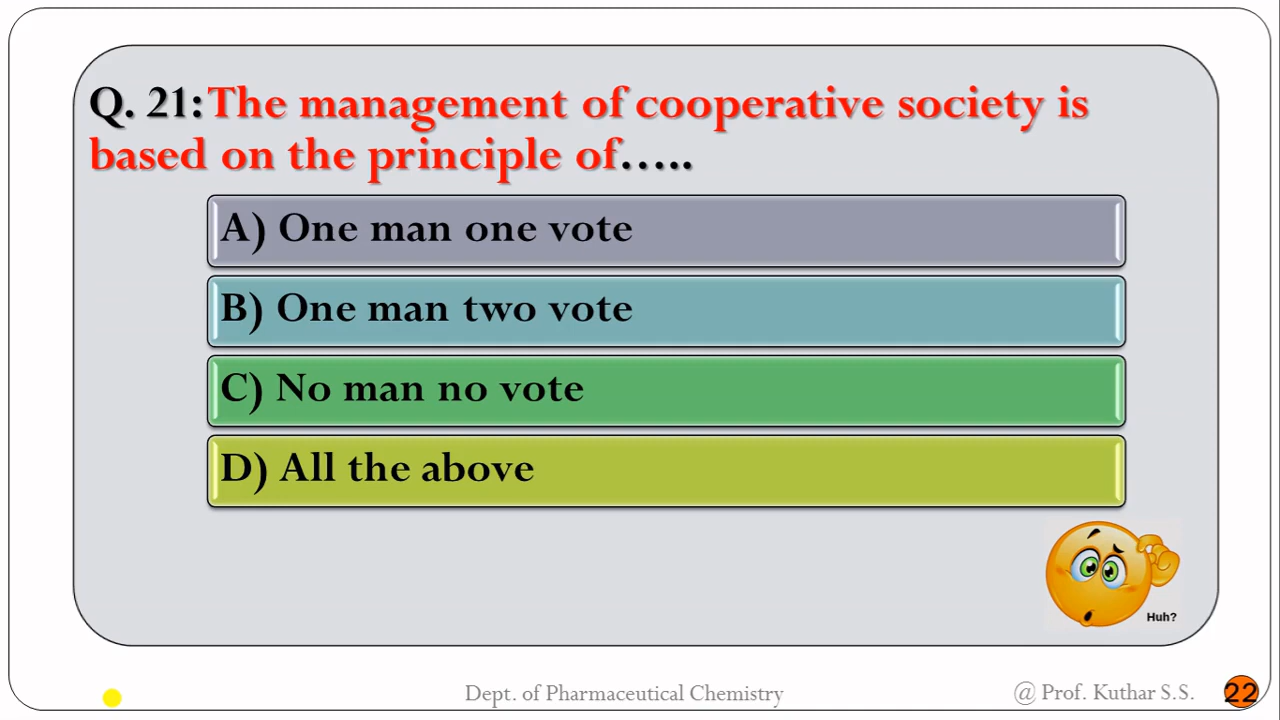 Q. 21:The management of cooperative society is
based on the principle of.....
A) One man one vote
B) One man two vote
C) No man no vote
D) All the above
Huh?
Dept. of Pharmaceutical Chemistry
@ Prof. Kuthar S.S.
22